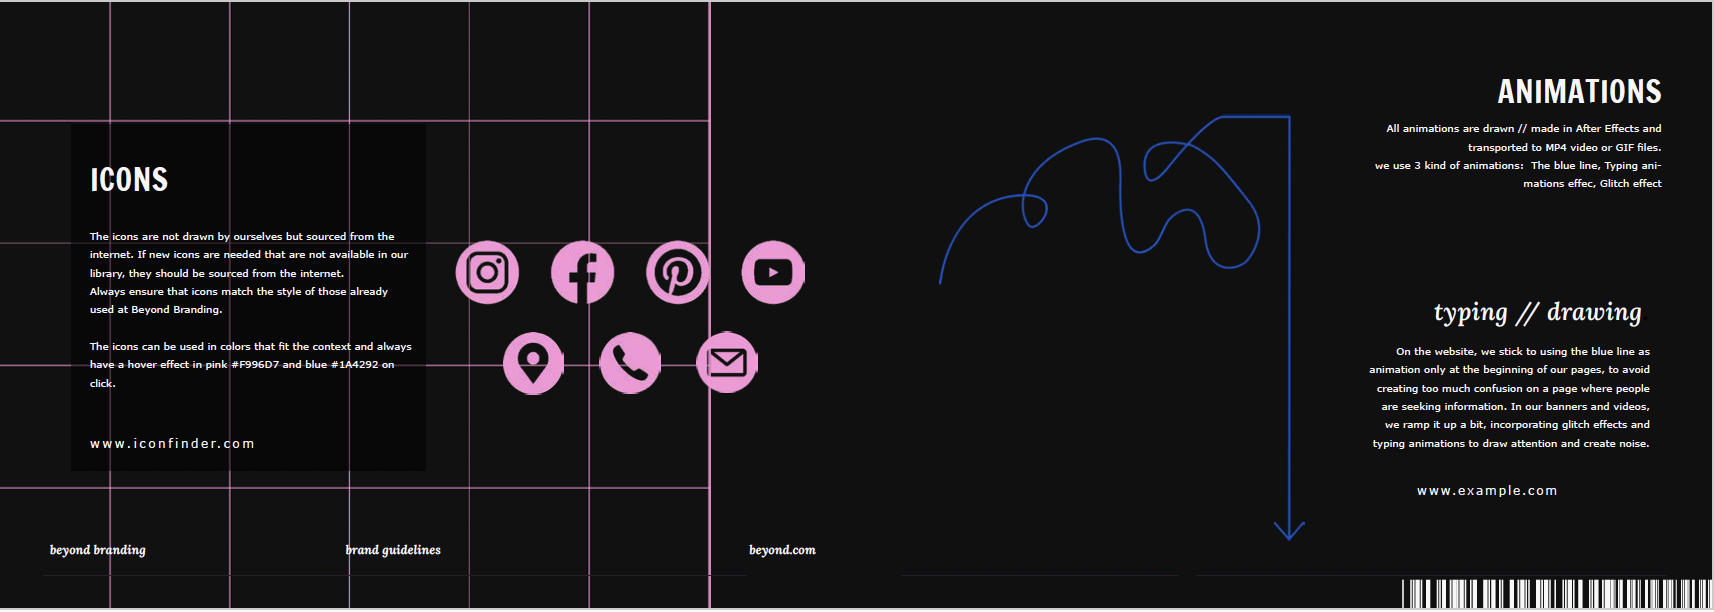 ICONS
The icons are not drawn by ourselves but sourced from the
internet. If new icons are needed that are not available in our
library, they should be sourced from the internet.
Always ensure that icons match the style of those already
used at Beyond Branding.
The icons can be used in colors that fit the context and always
have a hover effect in pink #F996D7 and blue #1A4292 on
click.
www.iconfinder.com
beyond branding
brand guidelines
beyond.com
ANIMATIONS
All animations are drawn // made in After Effects and
transported to MP4 video or GIF files.
we use 3 kind of animations: The blue line, Typing ani-
mations effec, Glitch effect
typing // drawing
On the website, we stick to using the blue line as
animation only at the beginning of our pages, to avoid
creating too much confusion on a page where people
are seeking information. In our banners and videos,
we ramp it up a bit, incorporating glitch effects and
typing animations to draw attention and create noise.
www.example.com